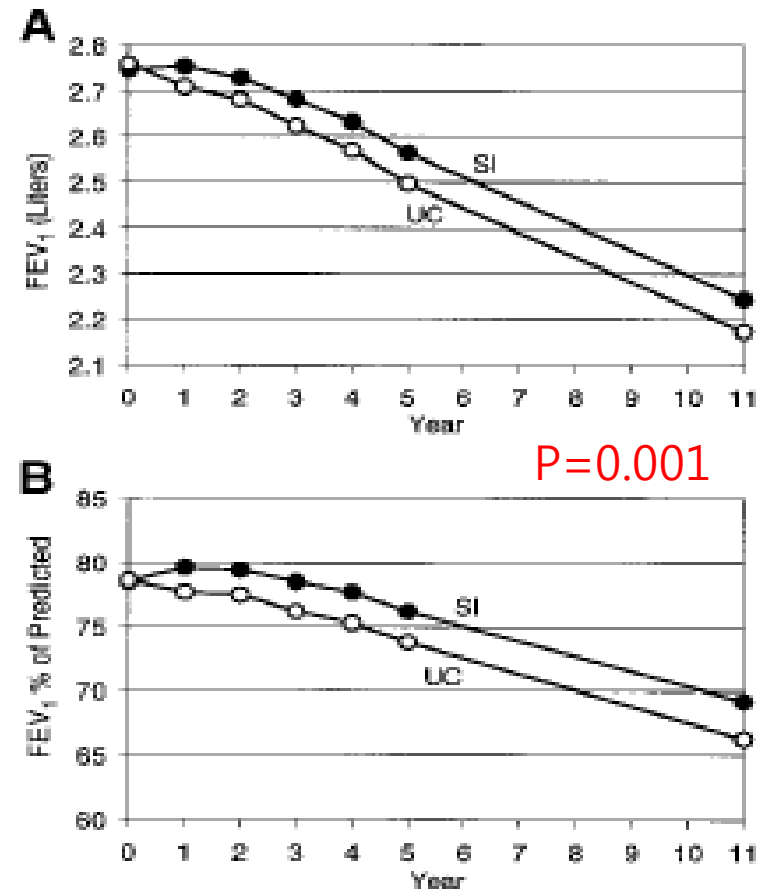 A
FEV₁ (Liters)
2.8
2.7
2.6
2.5
2.4
2.3
2.2
2.1
SI
UC
0 1 2 3 4 5 6 7 8 9 10 11
Year
P=0.001
B
FEV₁ % of Predicted
85
80
75
70
65
60
SI
UC
0 1 2 3 4 5 6 7 8 9 10 11
Year